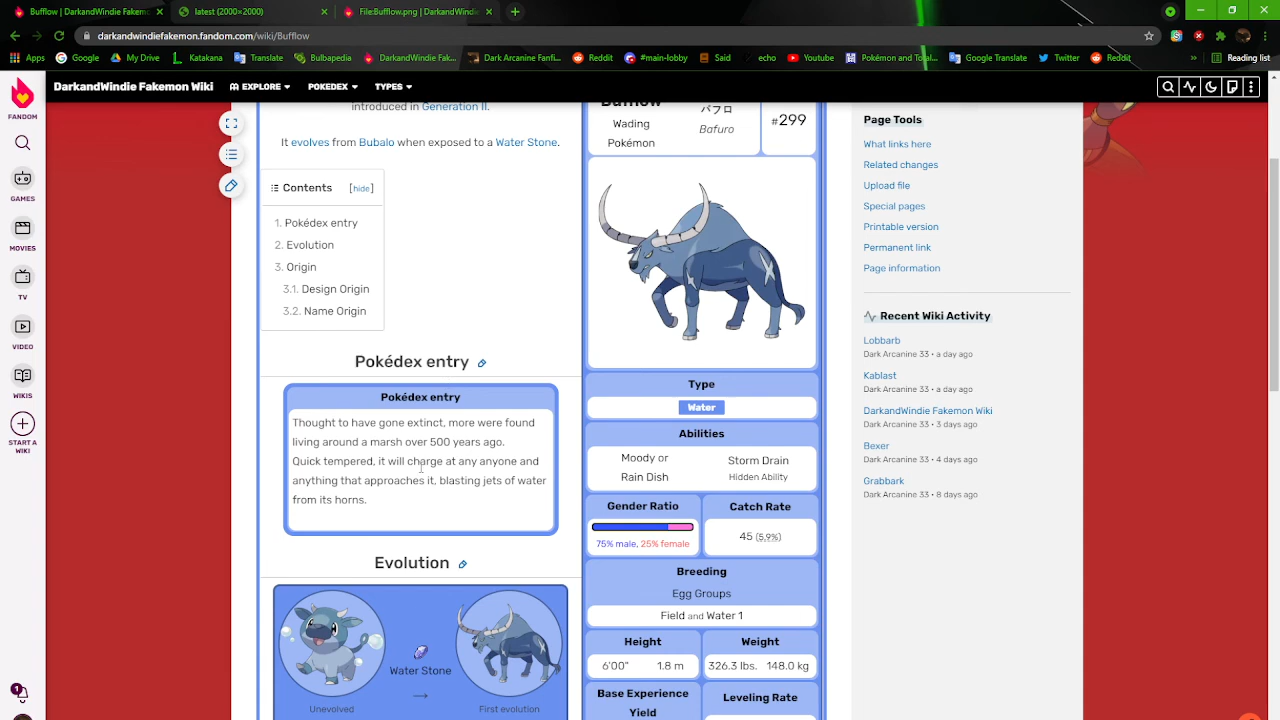 Bufflow | DarkandWindie Fakem
latest (2000×2000)
File:Bufflow.png | DarkandWindi
darkandwindiefakemon.fandom.com/wiki/Bufflow
Apps
Google
My Drive
Katakana
Translate
Bulbapedia
DarkandWindie Fak...
Dark Arcanine Fanfi...
Reddit
#main-lobby
Said
echo
Youtube
Pokémon and Total...
Google Translate
Twitter
Reddit
»
Reading list
FANDOM
GAMES
MOVIES
TV
VIDEO
WIKIS
START A
WIKI
1
DarkandWindie Fakemon Wiki
EXPLORE
POKEDEX
TYPES
introduced in Generation II.
It evolves from Bubalo when exposed to a Water Stone.
Contents [hide]
1. Pokédex entry
2. Evolution
3. Origin
3.1. Design Origin
3.2. Name Origin
Pokédex entry
Pokédex entry
Thought to have gone extinct, more were found
living around a marsh over 500 years ago.
Quick tempered, it will charge at any anyone and
anything that approaches it, blasting jets of water
from its horns.
Evolution
Water Stone
→
Unevolved
First evolution
Bufflow
Wading
Pokémon
バフロ
Bafuro
#299
Type
Water
Abilities
Moody or
Rain Dish
Storm Drain
Hidden Ability
Gender Ratio
75% male, 25% female
Catch Rate
45 (5.9%)
Breeding
Egg Groups
Field and Water 1
Height
6'00" 1.8 m
Weight
326.3 lbs. 148.0 kg
Base Experience
Yield
Leveling Rate
Page Tools
What links here
Related changes
Upload file
Special pages
Printable version
Permanent link
Page information
Recent Wiki Activity
Lobbarb
Dark Arcanine 33 • a day ago
Kablast
Dark Arcanine 33 • a day ago
DarkandWindie Fakemon Wiki
Dark Arcanine 33 • 3 days ago
Bexer
Dark Arcanine 33 • 4 days ago
Grabbark
Dark Arcanine 33 • 8 days ago